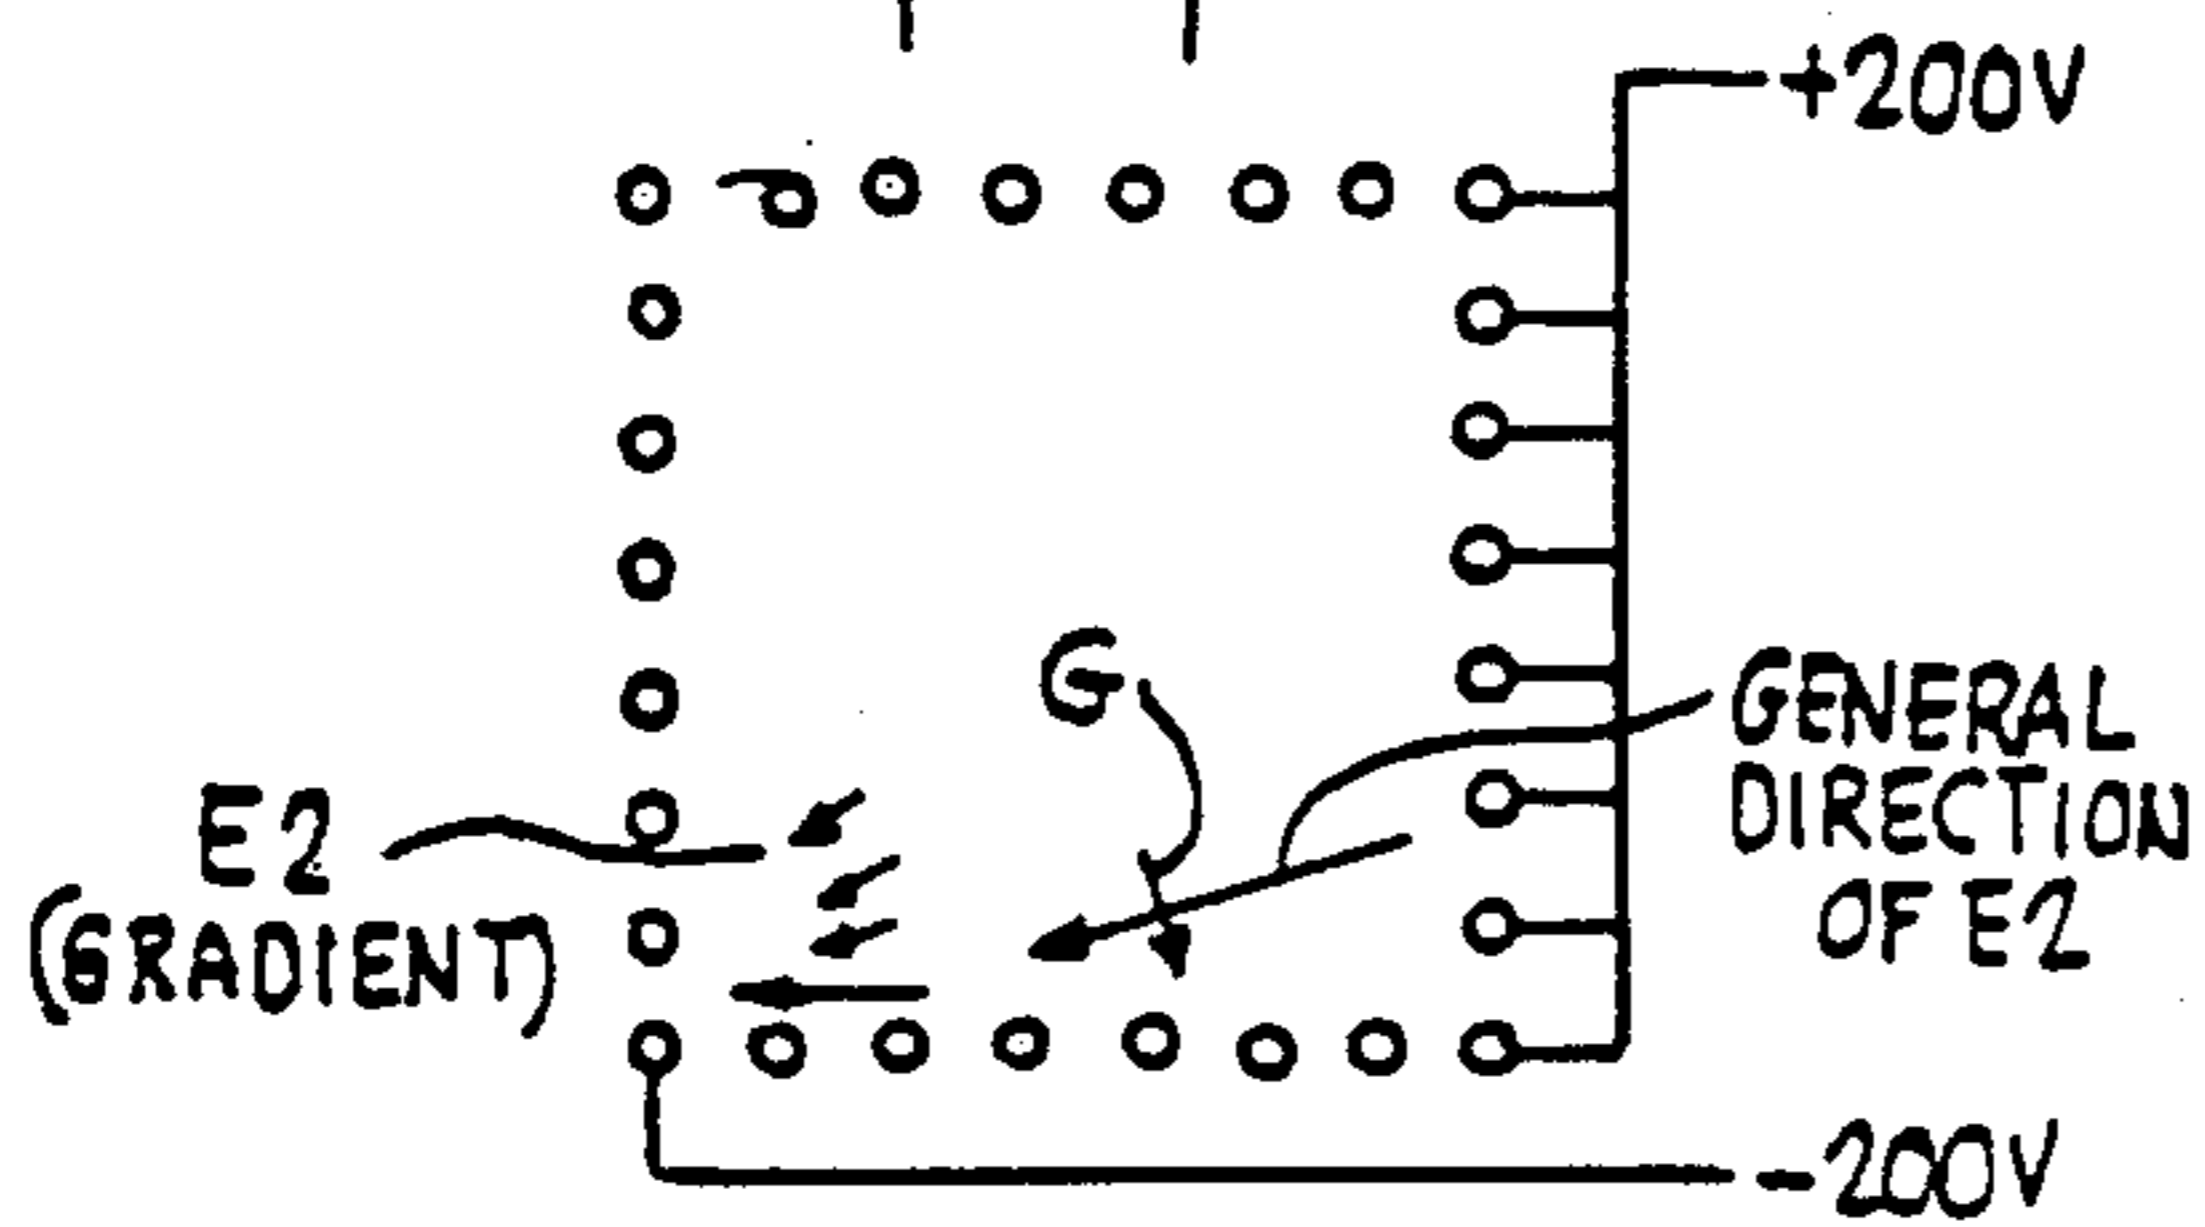 +200V
G
GENERAL
DIRECTION
OF E2
E2
(GRADIENT)
-200V